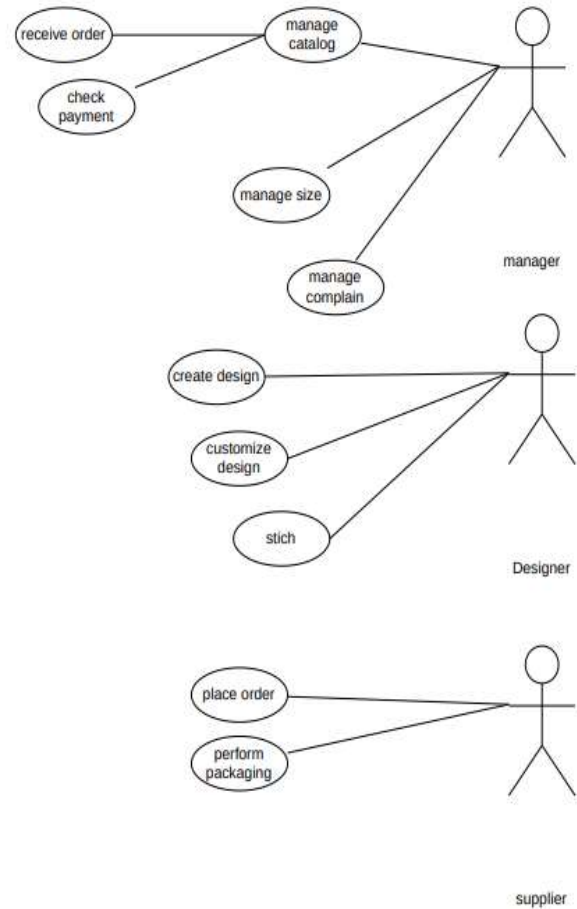 manage
catalog
receive order
check
payment
manage size
manager
manage
complain
create design
customize
design
stich
Designer
place order
perform
packaging
supplier